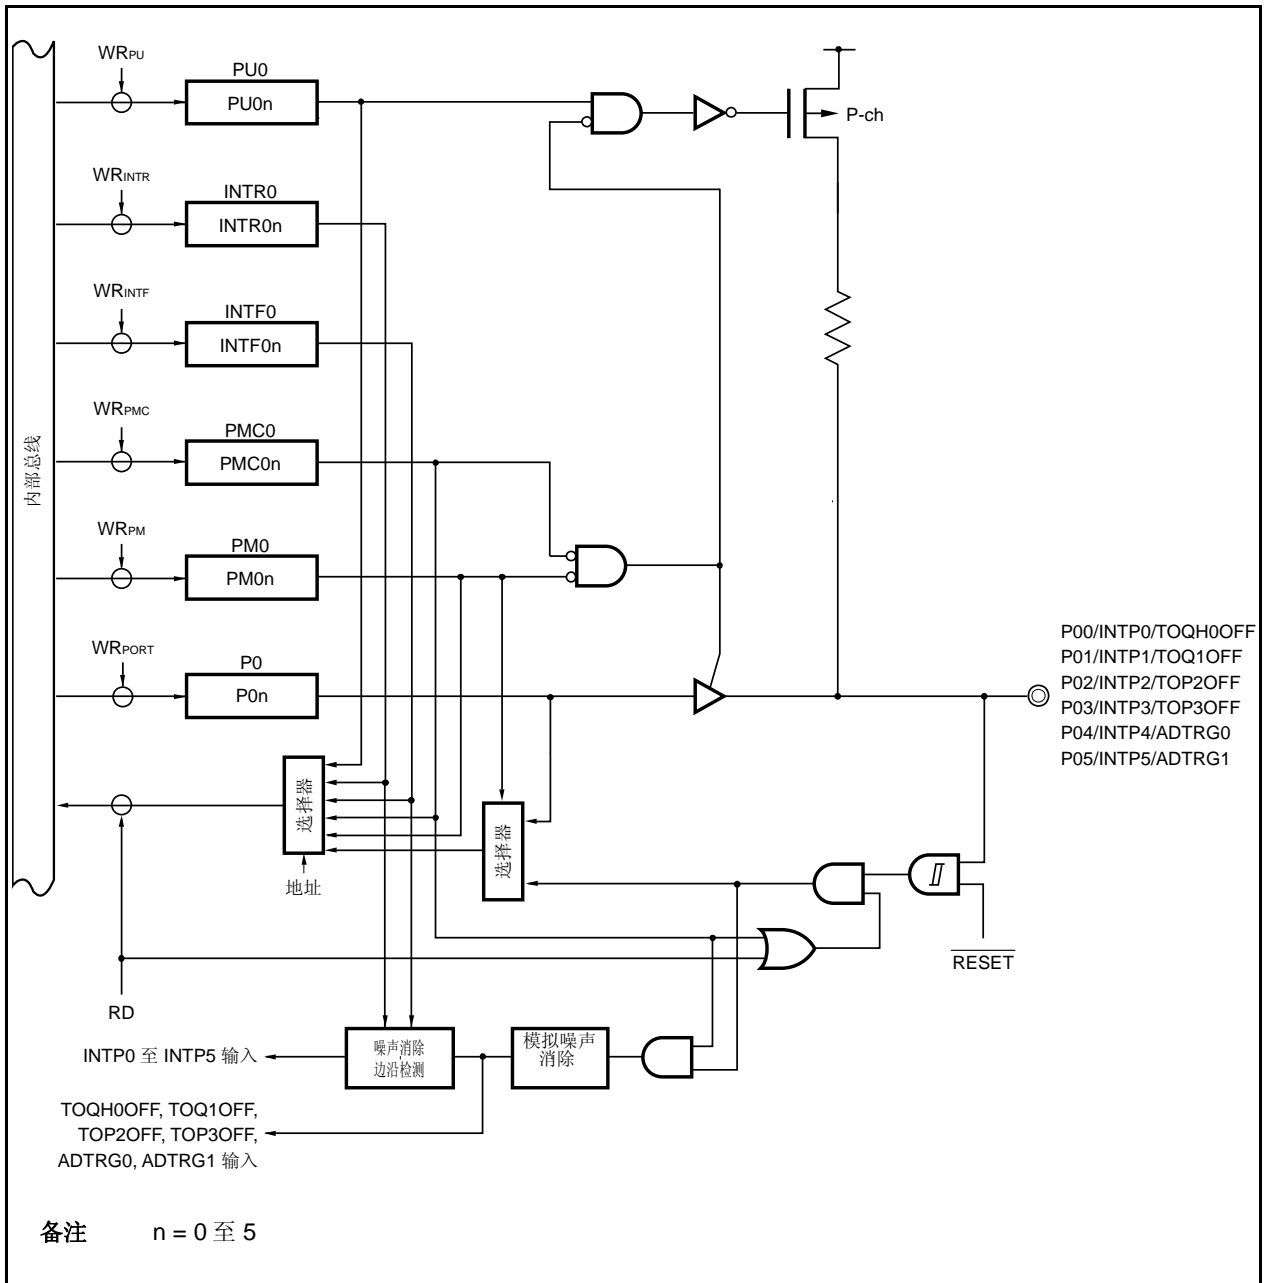 WRPU
PU0
PU0n
P-ch
WRINTR
INTR0
INTR0n
WRINTF
INTF0
INTF0n
WRPMC
PMC0
PMC0n
内部总线
WRPM
PM0
PM0n
WRPORT
P0
P0n
P00/INTP0/TOQH0OFF
P01/INTP1/TOQ1OFF
P02/INTP2/TOP2OFF
P03/INTP3/TOP3OFF
P04/INTP4/ADTRG0
P05/INTP5/ADTRG1
选择器
选择器
地址
RESET
RD
噪声消除
边沿检测
模拟噪声
消除
INTP0 至 INTP5 输入
TOQH0OFF, TOQ1OFF,
TOP2OFF, TOP3OFF,
ADTRG0, ADTRG1 输入
备注 n = 0 至 5